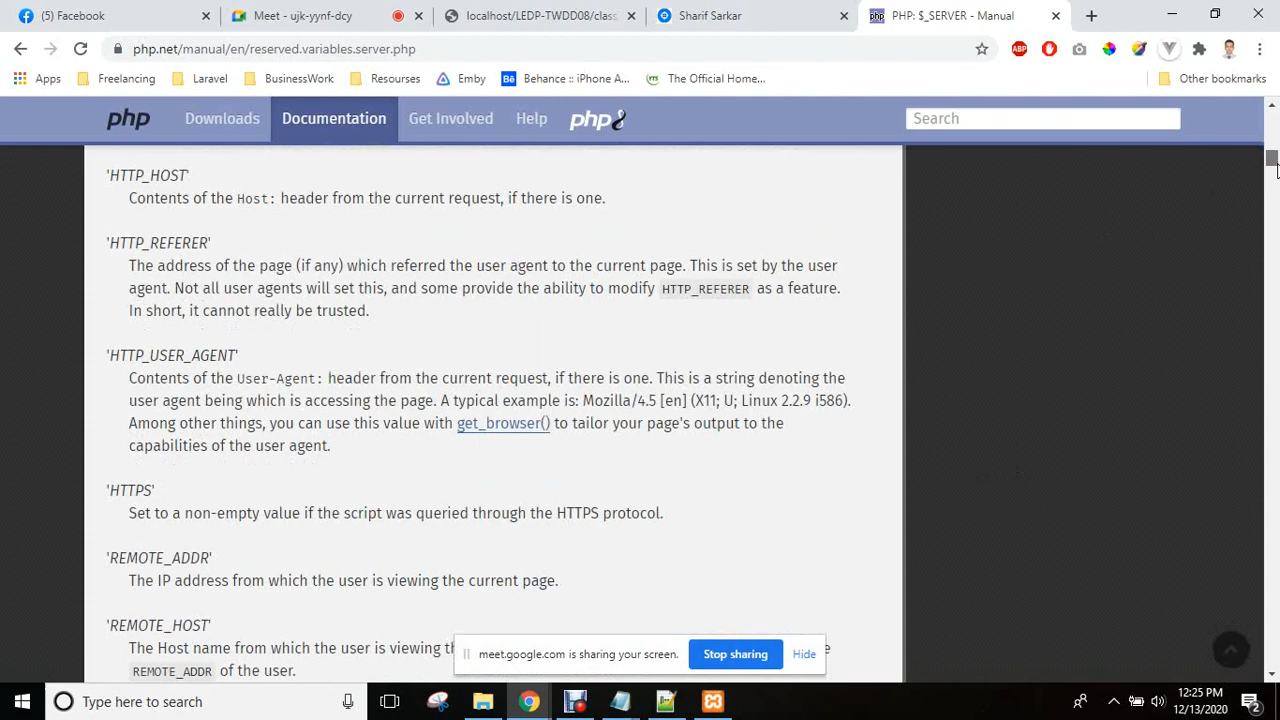 (5) Facebook
Meet - ujk-yynf-dcy
localhost/LEDP-TWDD08/class
Sharif Sarkar
php PHP: $_SERVER - Manual
php.net/manual/en/reserved.variables.server.php
ABP
Apps Freelancing Laravel BusinessWork Resourses Emby Bē Behance :: iPhone A... The Official Home... Other bookmarks
php Downloads Documentation Get Involved Help php8 Search
'HTTP_HOST'
Contents of the Host: header from the current request, if there is one.
'HTTP_REFERER'
The address of the page (if any) which referred the user agent to the current page. This is set by the user
agent. Not all user agents will set this, and some provide the ability to modify HTTP_REFERER as a feature.
In short, it cannot really be trusted.
'HTTP_USER_AGENT'
Contents of the User-Agent: header from the current request, if there is one. This is a string denoting the
user agent being which is accessing the page. A typical example is: Mozilla/4.5 [en] (X11; U; Linux 2.2.9 i586).
Among other things, you can use this value with get_browser() to tailor your page's output to the
capabilities of the user agent.
'HTTPS'
Set to a non-empty value if the script was queried through the HTTPS protocol.
'REMOTE_ADDR'
The IP address from which the user is viewing the current page.
'REMOTE_HOST'
The Host name from which the user is viewing th
REMOTE_ADDR of the user.
meet.google.com is sharing your screen. Stop sharing Hide
Type here to search
12:25 PM
12/13/2020
2